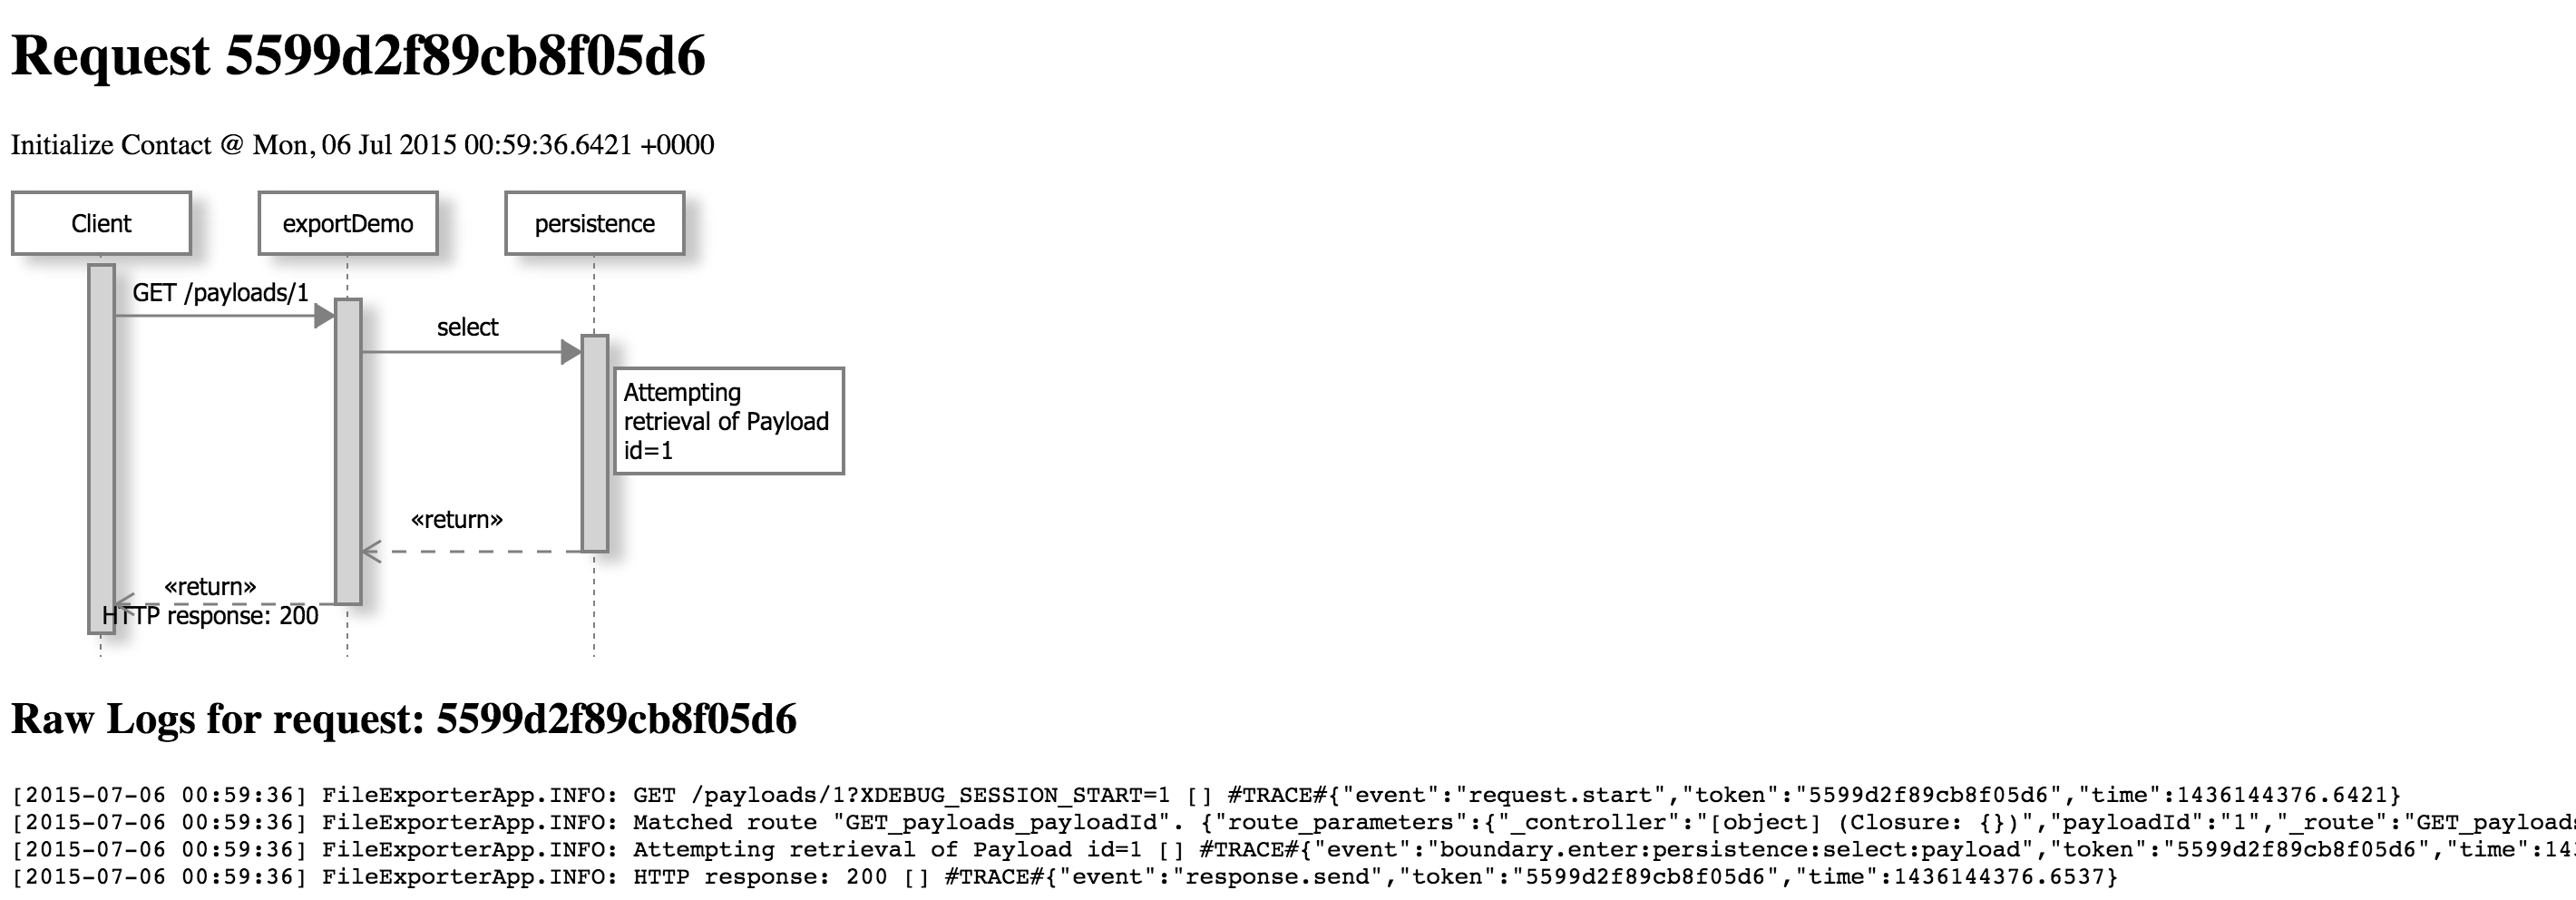 Request 5599d2f89cb8f05d6
Initialize Contact @ Mon, 06 Jul 2015 00:59:36.6421 +0000
Client
exportDemo
persistence
GET /payloads/1
select
Attempting
retrieval of Payload
id=1
«return»
«return»
HTTP response: 200
Raw Logs for request: 5599d2f89cb8f05d6
[2015-07-06 00:59:36] FileExporterApp.INFO: GET /payloads/1?XDEBUG_SESSION_START=1 [] #TRACE#{"event":"request.start","token":"5599d2f89cb8f05d6","time":1436144376.6421}
[2015-07-06 00:59:36] FileExporterApp.INFO: Matched route "GET_payloads_payloadId". {"route_parameters":{"_controller":"[object] (Closure: {})","payloadId":"1","_route":"GET_payloads
[2015-07-06 00:59:36] FileExporterApp.INFO: Attempting retrieval of Payload id=1 [] #TRACE#{"event":"boundary.enter:persistence:select:payload","token":"5599d2f89cb8f05d6","time":14
[2015-07-06 00:59:36] FileExporterApp.INFO: HTTP response: 200 [] #TRACE#{"event":"response.send","token":"5599d2f89cb8f05d6","time":1436144376.6537}